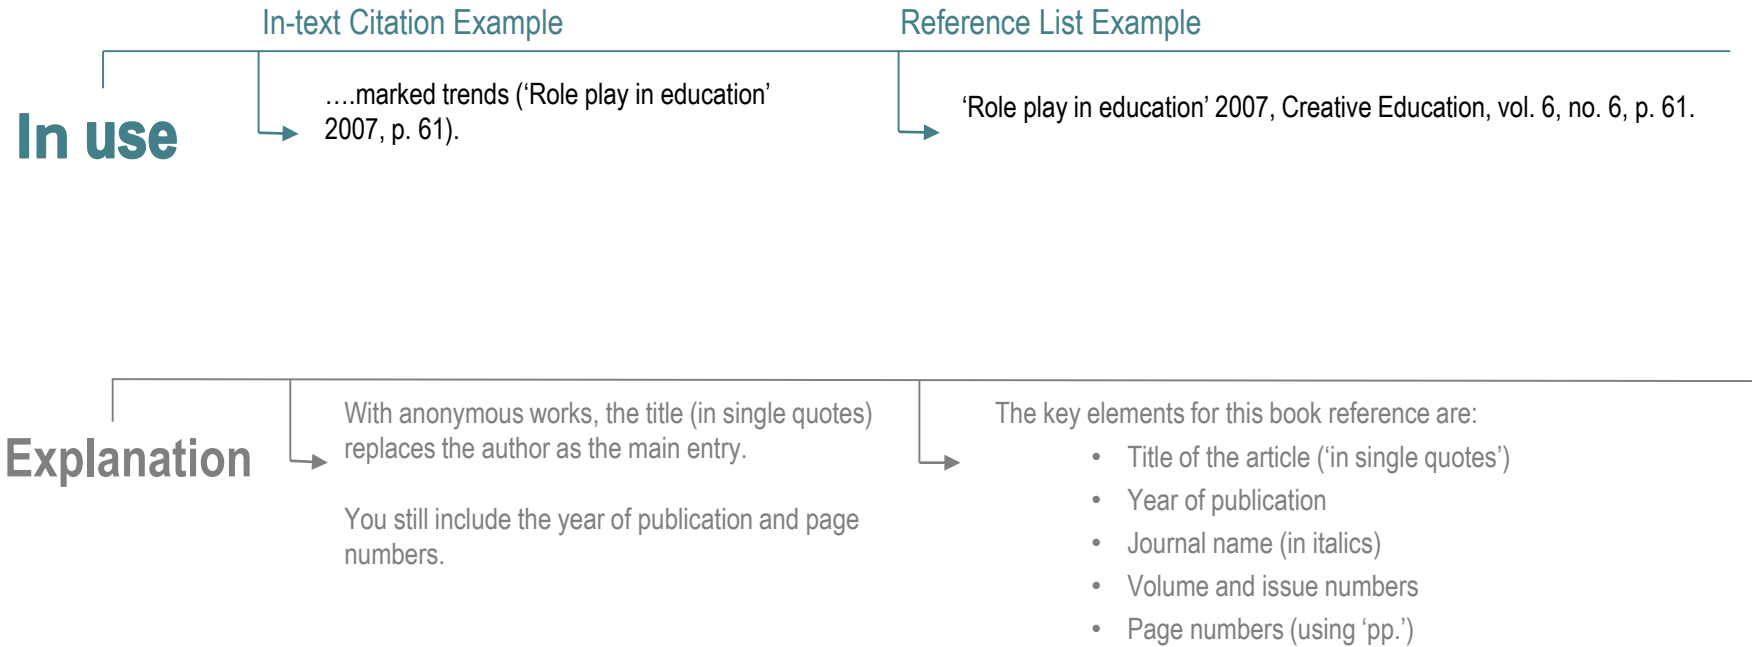 In-text Citation Example
Reference List Example
In use
….marked trends (‘Role play in education’
2007, p. 61).
‘Role play in education’ 2007, Creative Education, vol. 6, no. 6, p. 61.
Explanation
With anonymous works, the title (in single quotes)
replaces the author as the main entry.
You still include the year of publication and page
numbers.
The key elements for this book reference are:
• Title of the article (‘in single quotes’)
• Year of publication
• Journal name (in italics)
• Volume and issue numbers
• Page numbers (using ‘pp.’)